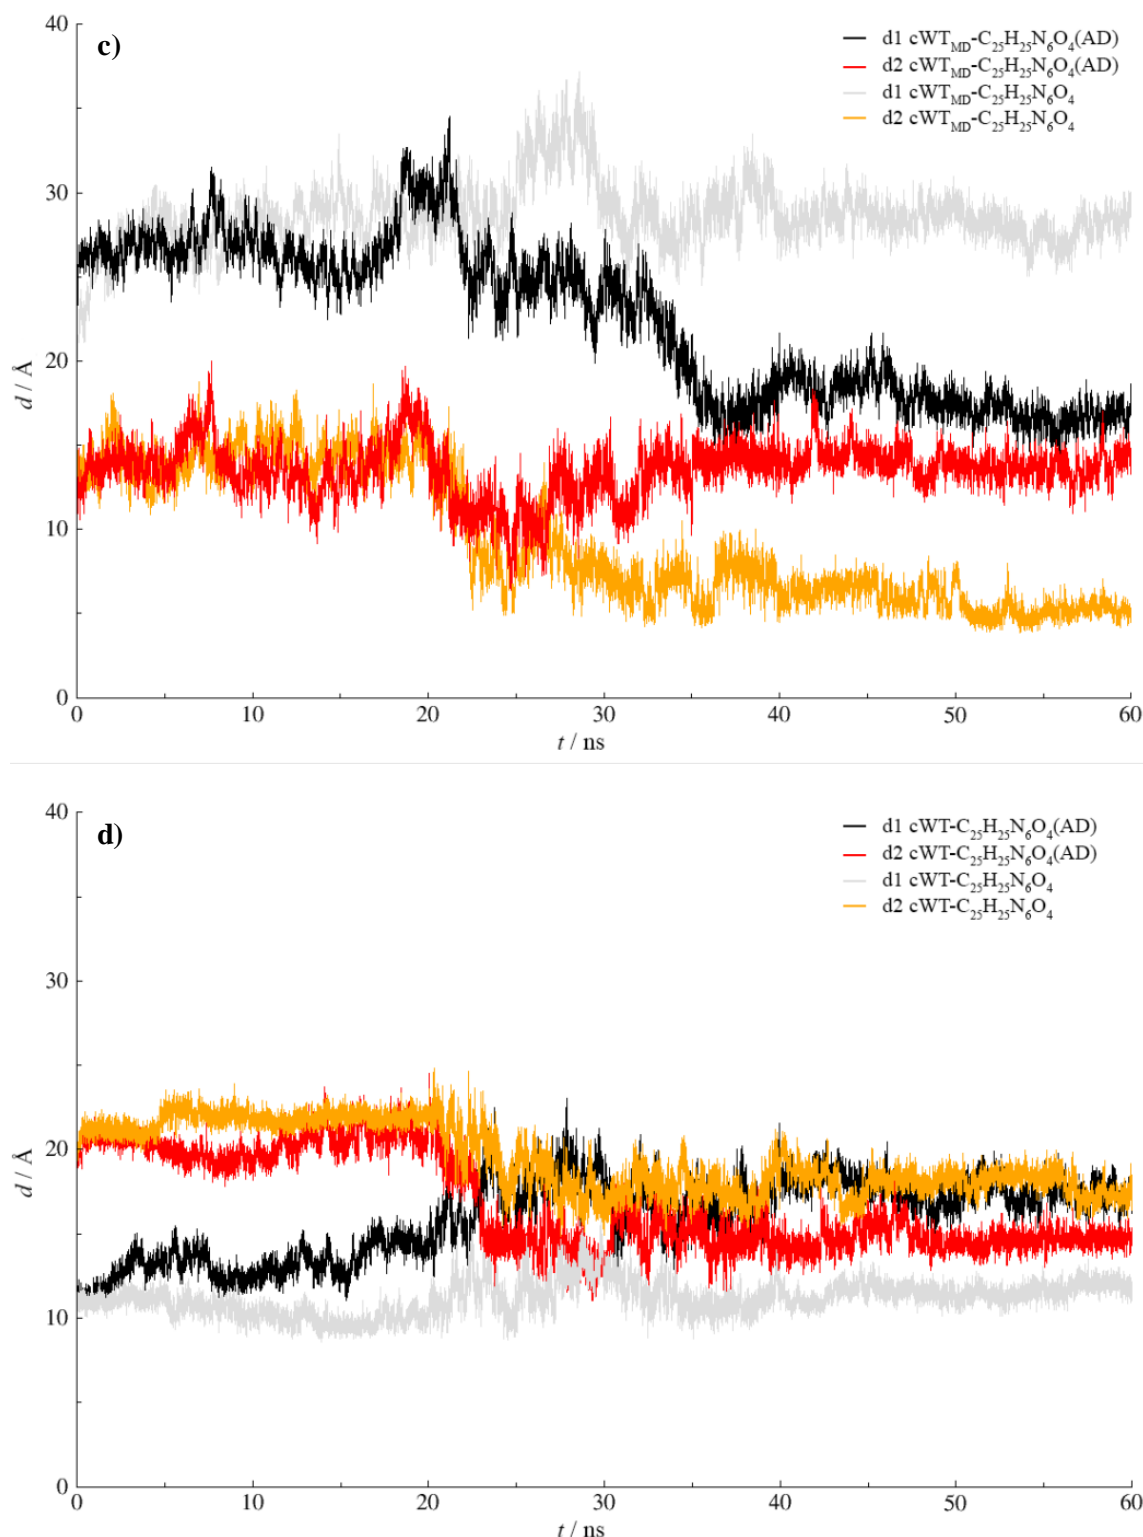 c)
40
30
20
10
0
d / Å
d1 cWT_MD-C₂₅H₂₅N₆O₄(AD)
d2 cWT_MD-C₂₅H₂₅N₆O₄(AD)
d1 cWT_MD-C₂₅H₂₅N₆O₄
d2 cWT_MD-C₂₅H₂₅N₆O₄
0 10 20 30 40 50 60
t / ns
d)
40
30
20
10
0
d / Å
d1 cWT-C₂₅H₂₅N₆O₄(AD)
d2 cWT-C₂₅H₂₅N₆O₄(AD)
d1 cWT-C₂₅H₂₅N₆O₄
d2 cWT-C₂₅H₂₅N₆O₄
0 10 20 30 40 50 60
t / ns